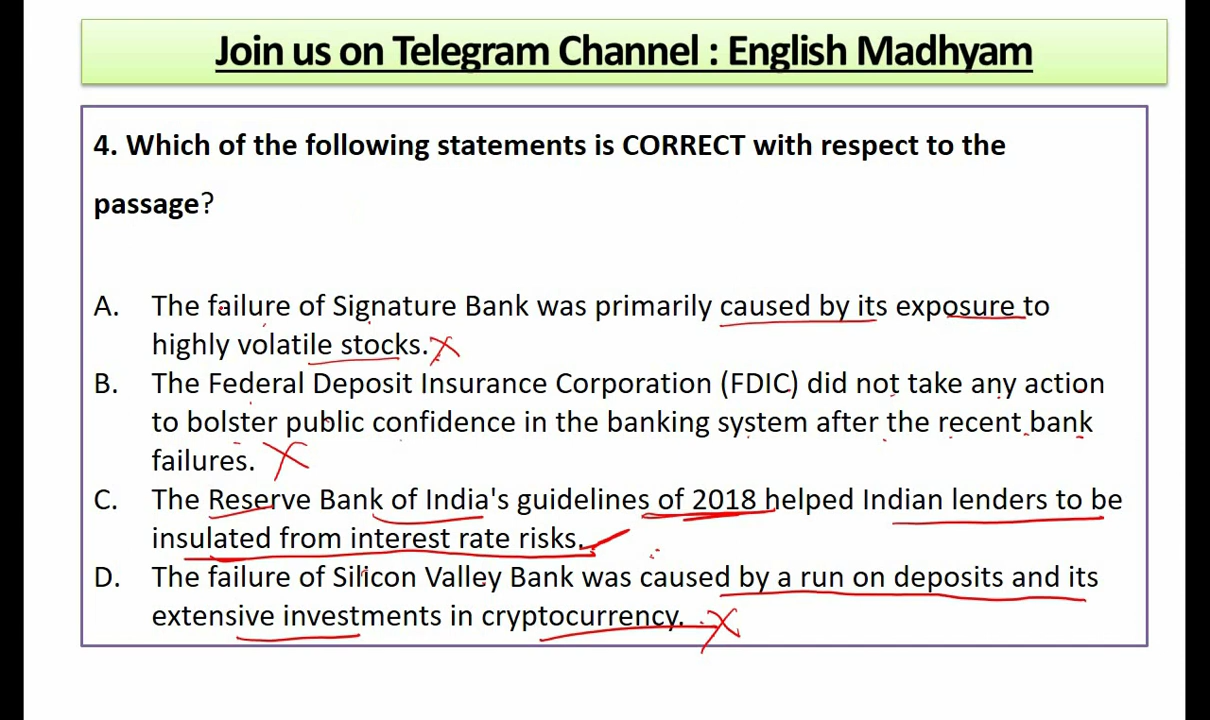 Join us on Telegram Channel : English Madhyam
4. Which of the following statements is CORRECT with respect to the
passage?
A. The failure of Signature Bank was primarily caused by its exposure to
highly volatile stocks.
B. The Federal Deposit Insurance Corporation (FDIC) did not take any action
to bolster public confidence in the banking system after the recent bank
failures.
C. The Reserve Bank of India's guidelines of 2018 helped Indian lenders to be
insulated from interest rate risks.
D. The failure of Silicon Valley Bank was caused by a run on deposits and its
extensive investments in cryptocurrency.